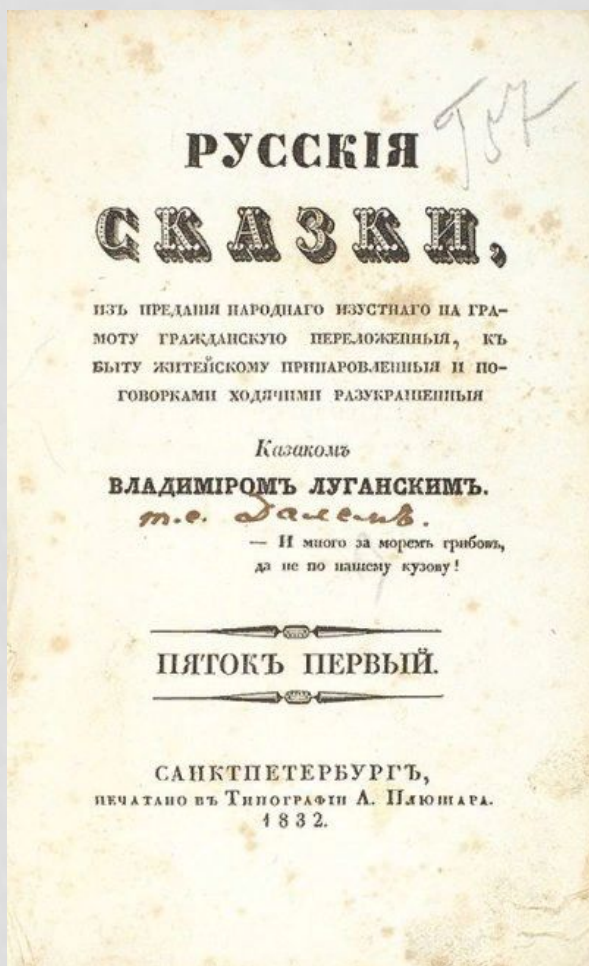 Г57
РУССКІЯ
СКАЗКИ,
ИЗЪ ПРЕДАНІЯ НАРОДНАГО ИЗУСТНАГО НА ГРА-
МОТУ ГРАЖДАНСКУЮ ПЕРЕЛОЖЕННЫЯ, КЪ
БЫТУ ЖИТЕЙСКОМУ ПРИНАРОВЛЕННЫЯ И ПО-
ГОВОРКАМИ ХОДЯЧИМИ РАЗУКРАШЕННЫЯ
Казакомъ
ВЛАДИМІРОМЪ ЛУГАНСКИМЪ.
т.е. Далемъ.
— И много за моремъ грибовъ,
да не по нашему кузову!
ПЯТОКЪ ПЕРВЫЙ.
САНКТПЕТЕРБУРГЪ,
ПЕЧАТАНО ВЪ ТИПОГРАФІИ А. ПЛЮШАРА.
1832.